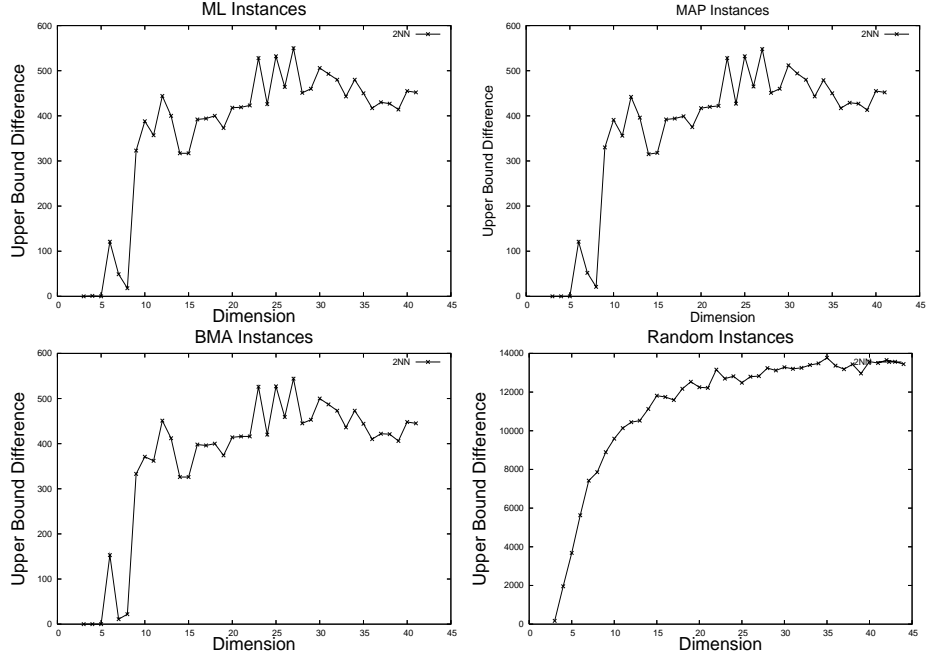 ML Instances
2NN
Upper Bound Difference
600
500
400
300
200
100
0
0 5 10 15 20 25 30 35 40 45
Dimension
MAP Instances
2NN
Upper Bound Difference
600
500
400
300
200
100
0
0 5 10 15 20 25 30 35 40 45
Dimension
BMA Instances
2NN
Upper Bound Difference
600
500
400
300
200
100
0
0 5 10 15 20 25 30 35 40 45
Dimension
Random Instances
2NN
Upper Bound Difference
14000
12000
10000
8000
6000
4000
2000
0
0 5 10 15 20 25 30 35 40 45
Dimension